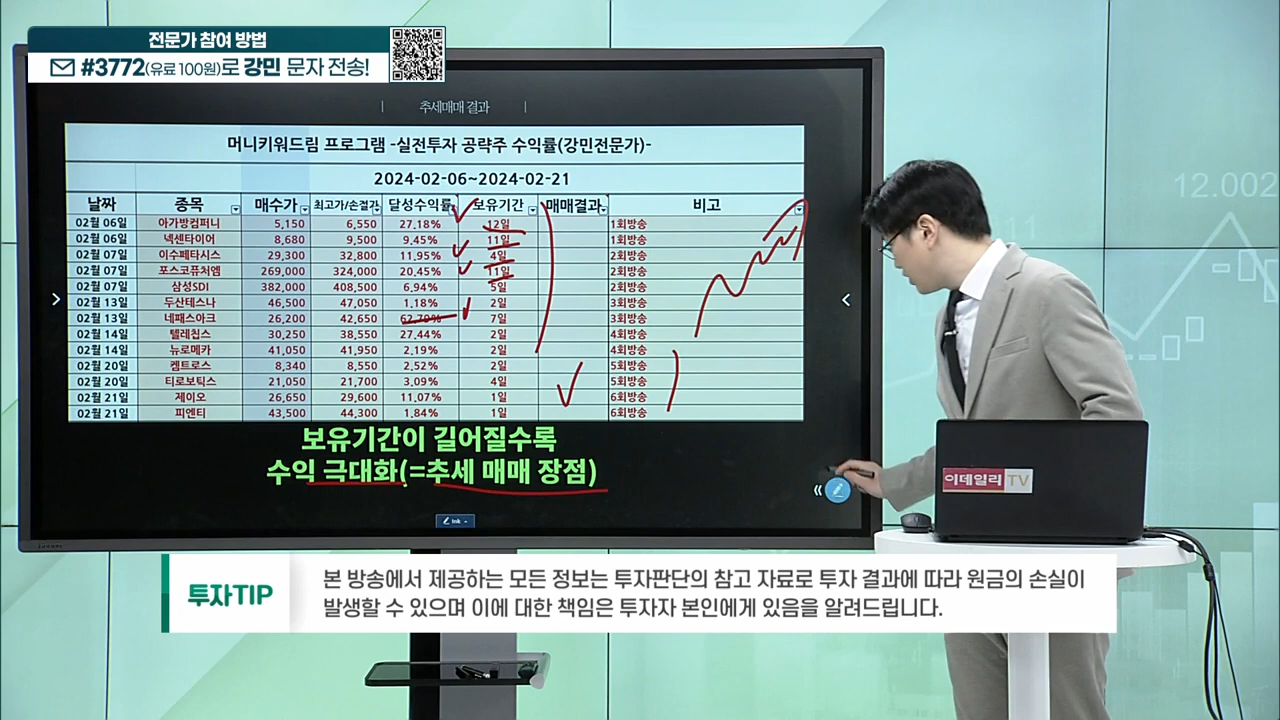 전문가 참여 방법
#3772(유료 100원)로 강민 문자 전송!
추세매매 결과
머니키워드림 프로그램 -실전투자 공략주 수익률(강민전문가)-
2024-02-06~2024-02-21
날짜 종목 매수가 최고가/손절가 달성수익률 보유기간 매매결과 비고
02월 06일 아가방컴퍼니 5,150 6,550 27.18% 12일 1회방송
02월 06일 넥센타이어 8,680 9,500 9.45% 11일 1회방송
02월 07일 이수페타시스 29,300 32,800 11.95% 4일 2회방송
02월 07일 포스코퓨처엠 269,000 324,000 20.45% 11일 2회방송
02월 07일 삼성SDI 382,000 408,500 6.94% 5일 2회방송
02월 13일 두산테스나 46,500 47,050 1.18% 2일 3회방송
02월 13일 네패스아크 26,200 42,650 62.79% 7일 3회방송
02월 14일 텔레칩스 30,250 38,550 27.44% 2일 4회방송
02월 14일 뉴로메카 41,050 41,950 2.19% 2일 4회방송
02월 20일 켐트로스 8,340 8,550 2.52% 2일 5회방송
02월 20일 티로보틱스 21,050 21,700 3.09% 4일 5회방송
02월 21일 제이오 26,650 29,600 11.07% 1일 6회방송
02월 21일 피엔티 43,500 44,300 1.84% 1일 6회방송
보유기간이 길어질수록
수익 극대화(=추세 매매 장점)
Ink
12.002
이데일리 TV
투자TIP
본 방송에서 제공하는 모든 정보는 투자판단의 참고 자료로 투자 결과에 따라 원금의 손실이
발생할 수 있으며 이에 대한 책임은 투자자 본인에게 있음을 알려드립니다.